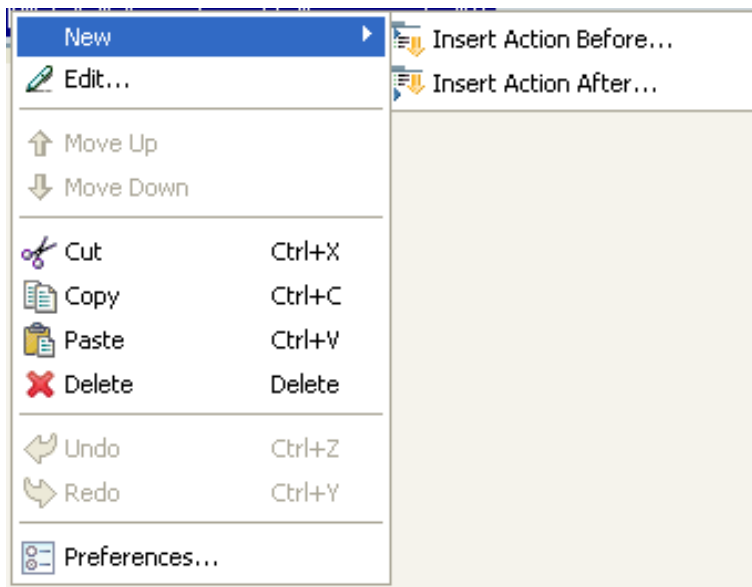 New
Insert Action Before...
Edit...
Insert Action After...
Move Up
Move Down
Cut Ctrl+X
Copy Ctrl+C
Paste Ctrl+V
Delete Delete
Undo Ctrl+Z
Redo Ctrl+Y
Preferences...